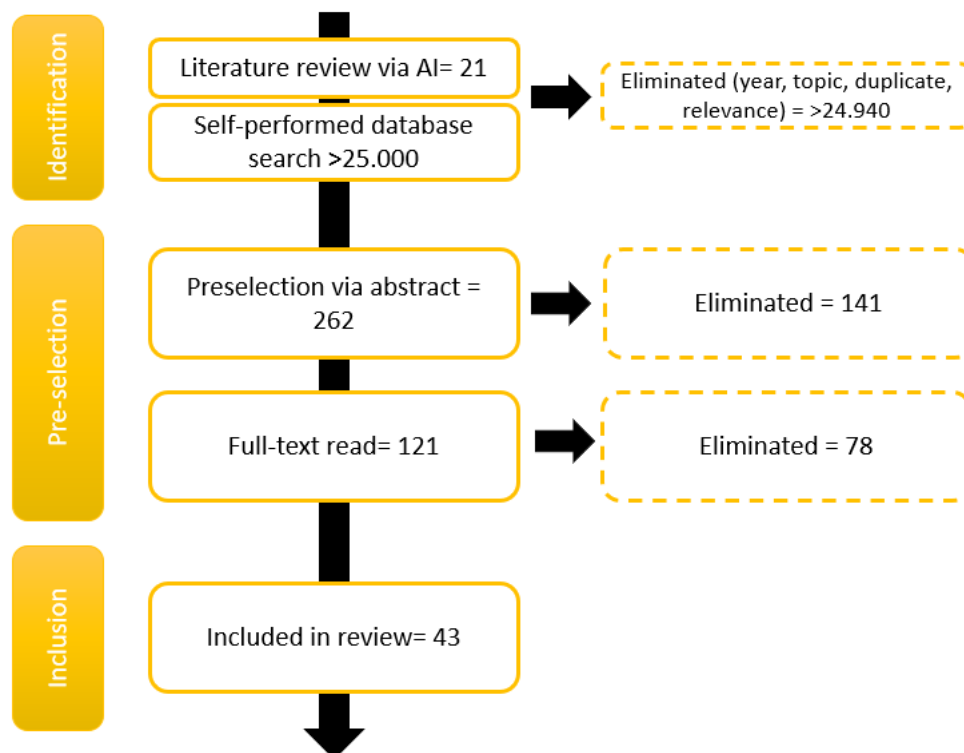 Identification
Literature review via AI= 21
Self-performed database
search >25.000
Eliminated (year, topic, duplicate,
relevance) = >24.940
Pre-selection
Preselection via abstract =
262
Eliminated = 141
Full-text read= 121
Eliminated = 78
Inclusion
Included in review= 43